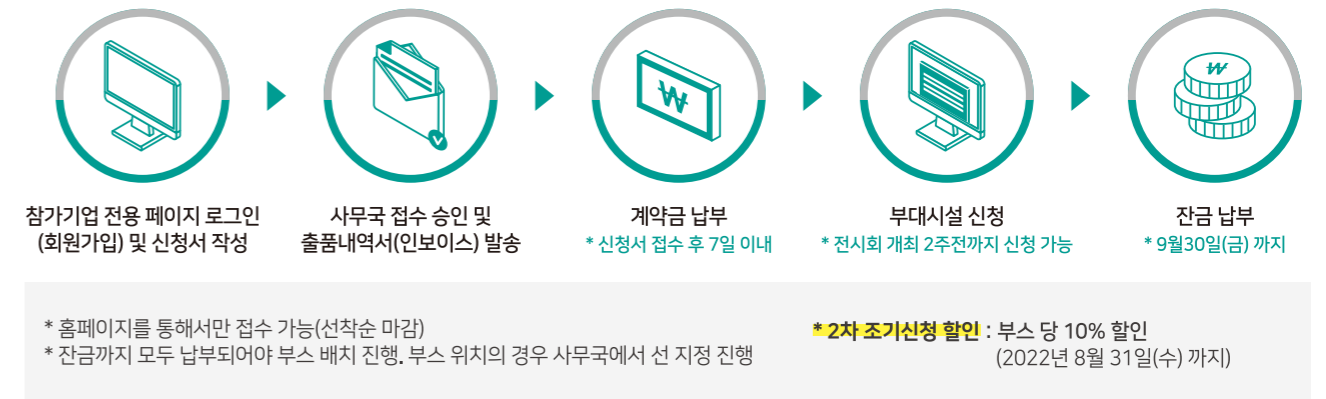 참가기업 전용 페이지 로그인
(회원가입) 및 신청서 작성
사무국 접수 승인 및
출품내역서(인보이스) 발송
₩
계약금 납부
* 신청서 접수 후 7일 이내
부대시설 신청
* 전시회 개최 2주전까지 신청 가능
₩
잔금 납부
* 9월30일(금) 까지
* 홈페이지를 통해서만 접수 가능(선착순 마감)
* 잔금까지 모두 납부되어야 부스 배치 진행. 부스 위치의 경우 사무국에서 선 지정 진행
* 2차 조기신청 할인 : 부스 당 10% 할인
(2022년 8월 31일(수) 까지)